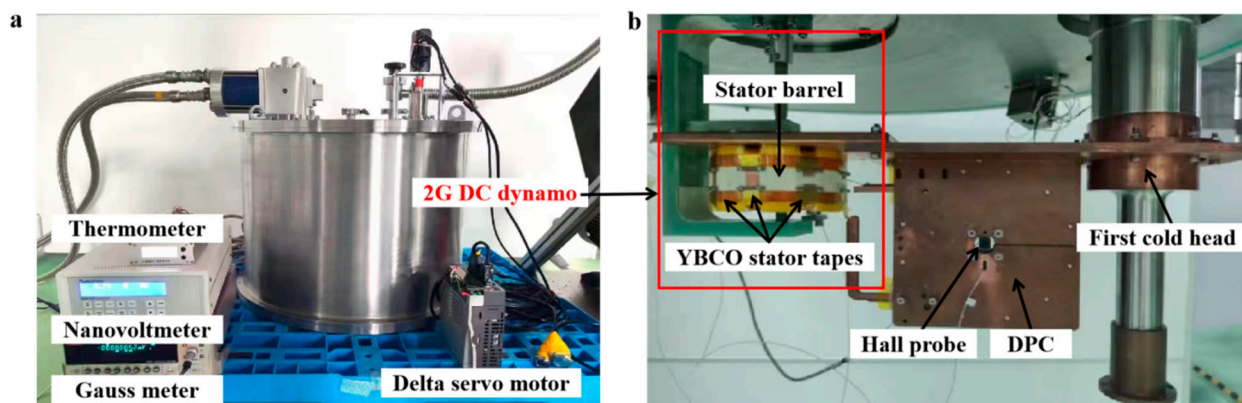 a
Thermometer
Nanovoltmeter
Gauss meter
Delta servo motor
2G DC dynamo
b
Stator barrel
YBCO stator tapes
Hall probe
DPC
First cold head